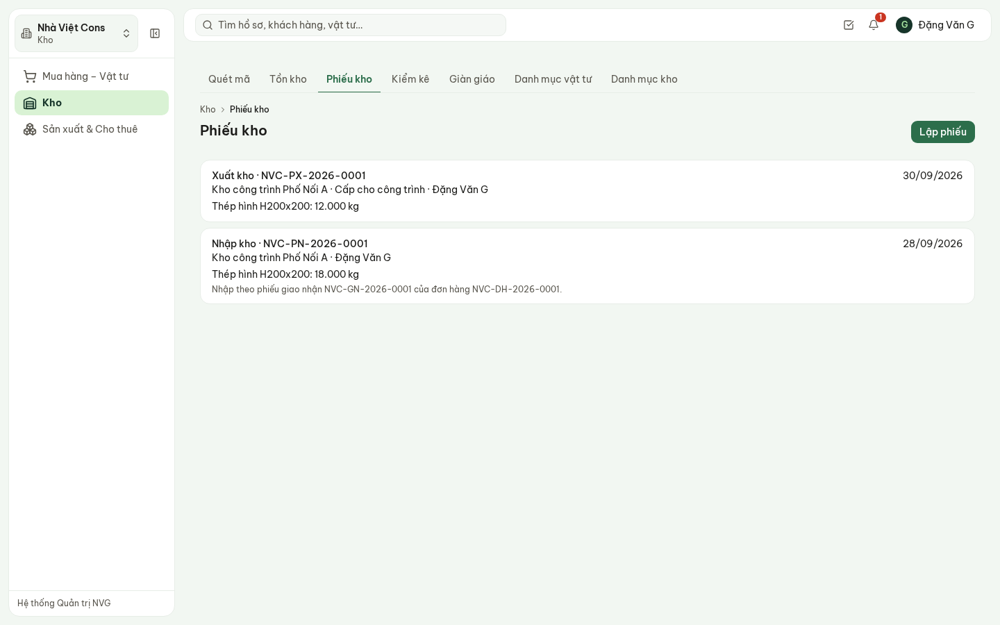 Nhà Việt Cons
Kho
Tìm hồ sơ, khách hàng, vật tư...
1
G
Đặng Văn G
Mua hàng – Vật tư
Kho
Sản xuất & Cho thuê
Quét mã
Tồn kho
Phiếu kho
Kiểm kê
Giàn giáo
Danh mục vật tư
Danh mục kho
Kho > Phiếu kho
Phiếu kho
Lập phiếu
Xuất kho · NVC-PX-2026-0001
30/09/2026
Kho công trình Phố Nối A · Cấp cho công trình · Đặng Văn G
Thép hình H200x200: 12.000 kg
Nhập kho · NVC-PN-2026-0001
28/09/2026
Kho công trình Phố Nối A · Đặng Văn G
Thép hình H200x200: 18.000 kg
Nhập theo phiếu giao nhận NVC-GN-2026-0001 của đơn hàng NVC-DH-2026-0001.
Hệ thống Quản trị NVG